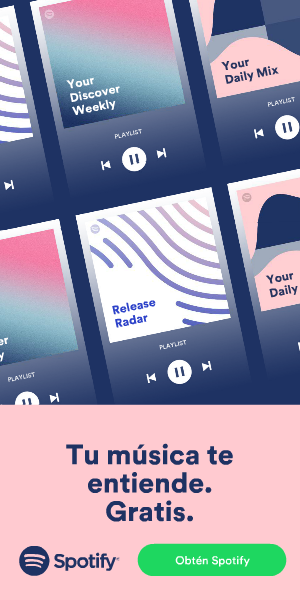 Your
Discover
Weekly
PLAYLIST
Your
Daily Mix
PLAYLIST
Release
Radar
PLAYLIST
Your
Daily
PLAYLIST
Tu música te
entiende.
Gratis.
Spotify
Obtén Spotify